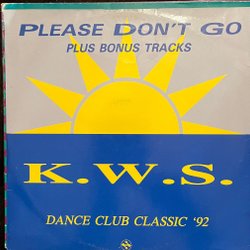 PLEASE DON'T GO
PLUS BONUS TRACKS
K.W.S.
DANCE CLUB CLASSIC '92